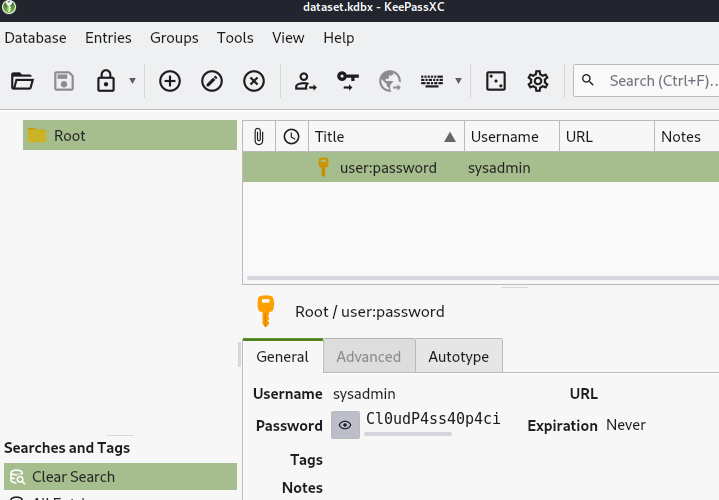 dataset.kdbx - KeePassXC
Database Entries Groups Tools View Help
Search (Ctrl+F)...
Root
Title Username URL Notes
user:password sysadmin
Root / user:password
General Advanced Autotype
Username sysadmin URL
Password Cl0udP4ss40p4ci Expiration Never
Tags
Notes
Searches and Tags
Clear Search